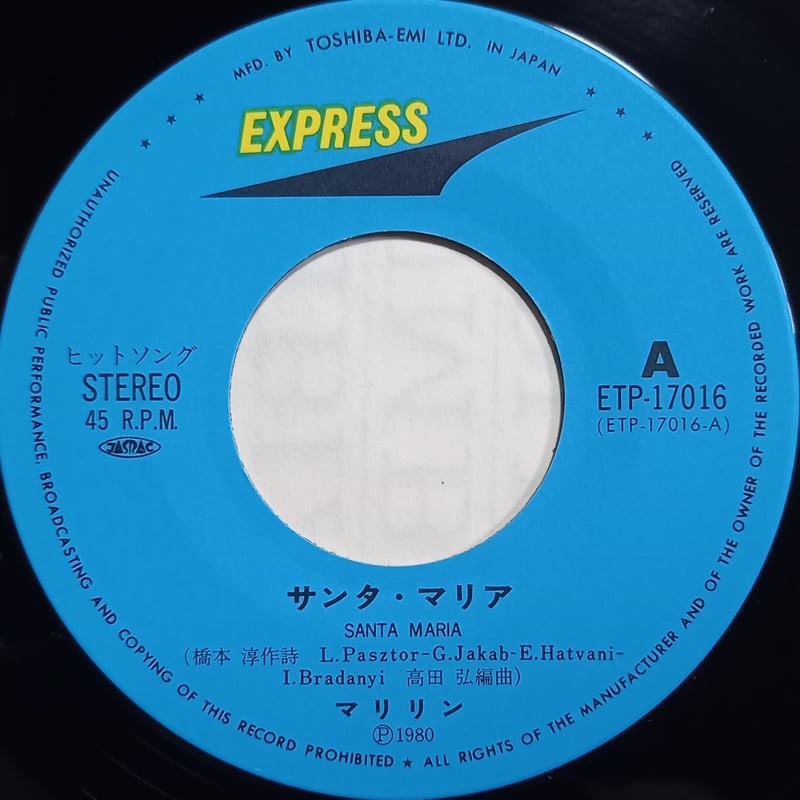 MFD. BY TOSHIBA-EMI LTD. IN JAPAN
EXPRESS
ヒットソング
STEREO
45 R.P.M.
JASRAC
A
ETP-17016
(ETP-17016-A)
サンタ・マリア
SANTA MARIA
(橋本 淳作詩 L.Pasztor-G.Jakab-E.Hatvani-
I.Bradanyi 高田 弘編曲)
マリリン
Ⓟ1980
UNAUTHORIZED PUBLIC PERFORMANCE, BROADCASTING AND COPYING OF THIS RECORD PROHIBITED ★ ALL RIGHTS OF THE MANUFACTURER AND OF THE OWNER OF THE RECORDED WORK ARE RESERVED